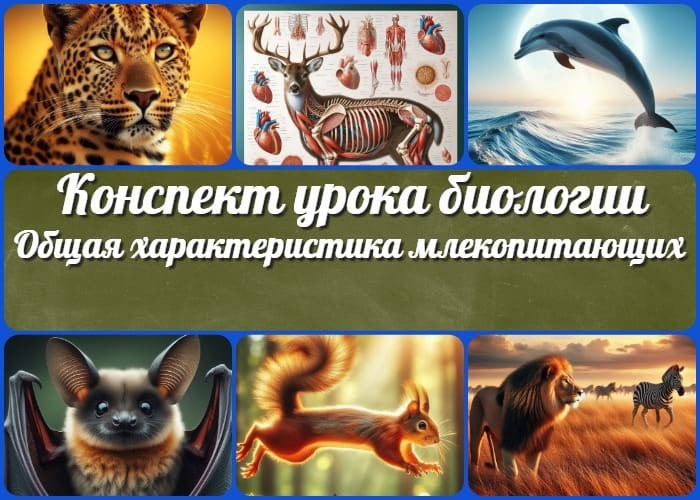 Конспект урока биологии
Общая характеристика млекопитающих